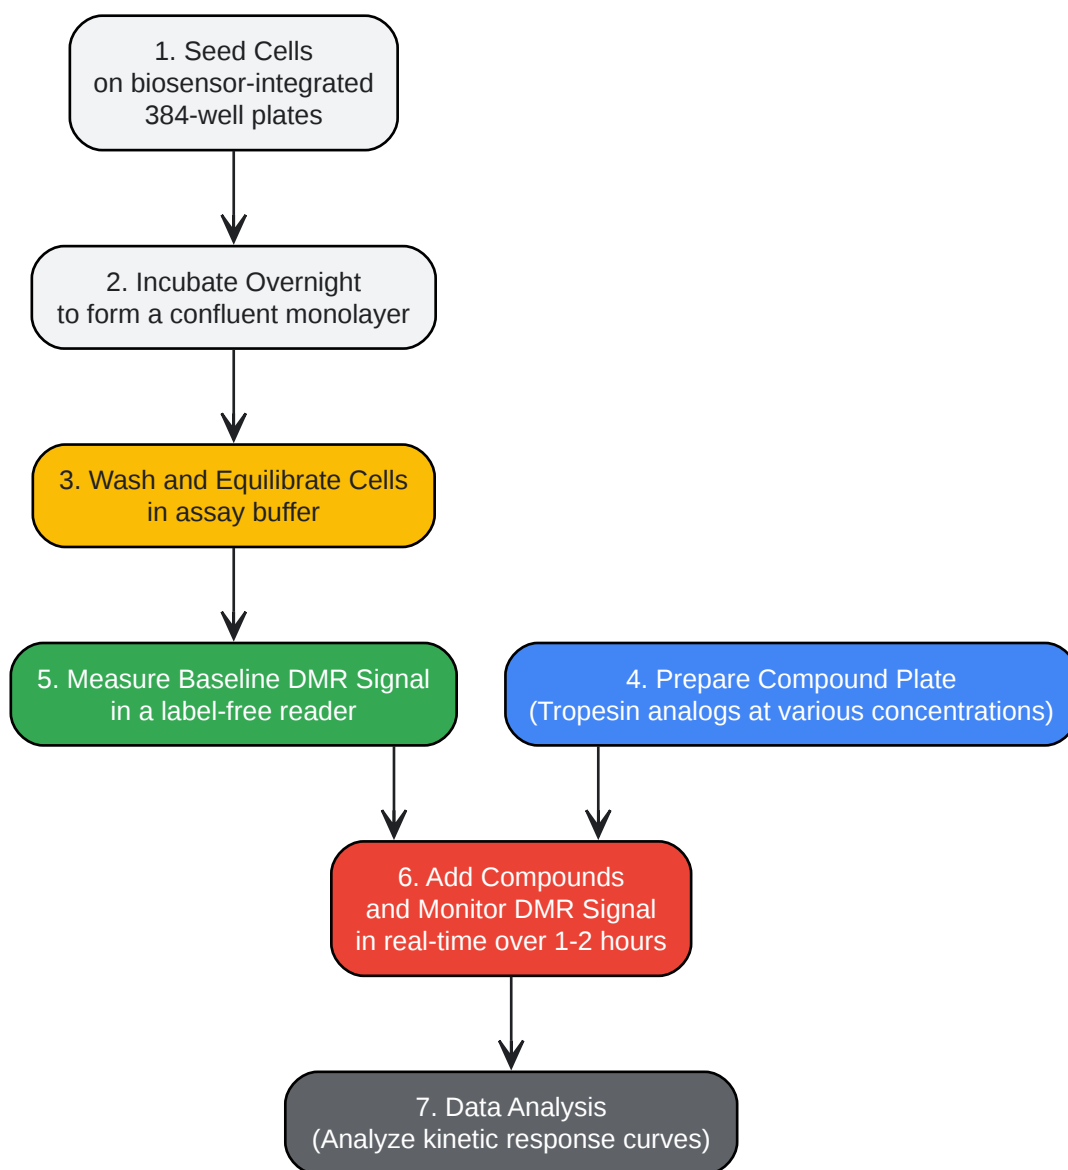 1. Seed Cells
on biosensor-integrated
384-well plates
2. Incubate Overnight
to form a confluent monolayer
3. Wash and Equilibrate Cells
in assay buffer
5. Measure Baseline DMR Signal
in a label-free reader
4. Prepare Compound Plate
(Tropesin analogs at various concentrations)
6. Add Compounds
and Monitor DMR Signal
in real-time over 1-2 hours
7. Data Analysis
(Analyze kinetic response curves)